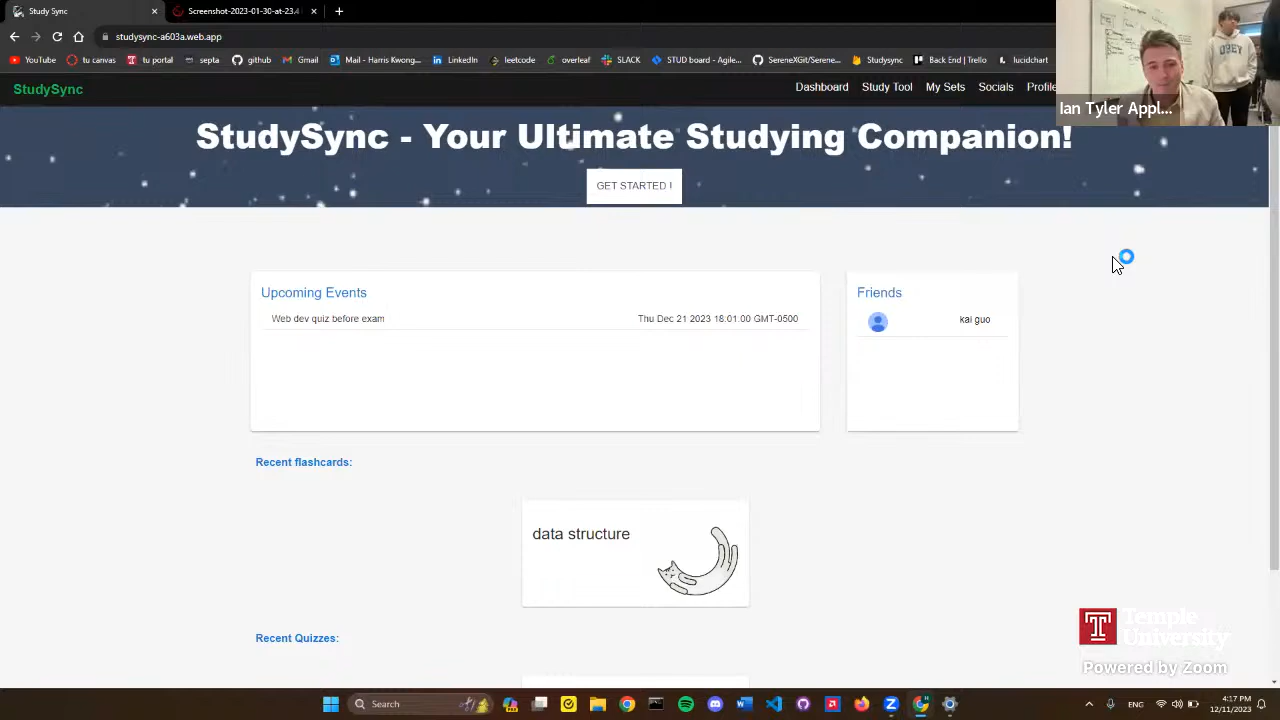 Study Sync
Screenshot-2023-01-30-at-23.4
studysync-a603a.web.app
YouTube
tu canvas
tu portal
septa
github
Gmail
Mail - Harris Kwong...
LinkedIn
leetcode
overleaf
SLACK
STUD board - Agile...
SereneIGit/Serene...
Studysync
Back End | Trello
lucidchart
StudySync
Dashboard
Study Tool
My Sets
Socials
Profile
OBEY
Ian Tyler Appl...
StudySync - Your Ultimate Studying Companion!
GET STARTED !
Upcoming Events
Web dev quiz before exam
Thu Dec 21 2023 18:01:00 GMT-0500
Friends
kai guo
Recent flashcards:
data structure
Recent Quizzes:
T Temple
University
Powered by Zoom
Search
ENG
4:17 PM
12/11/2023